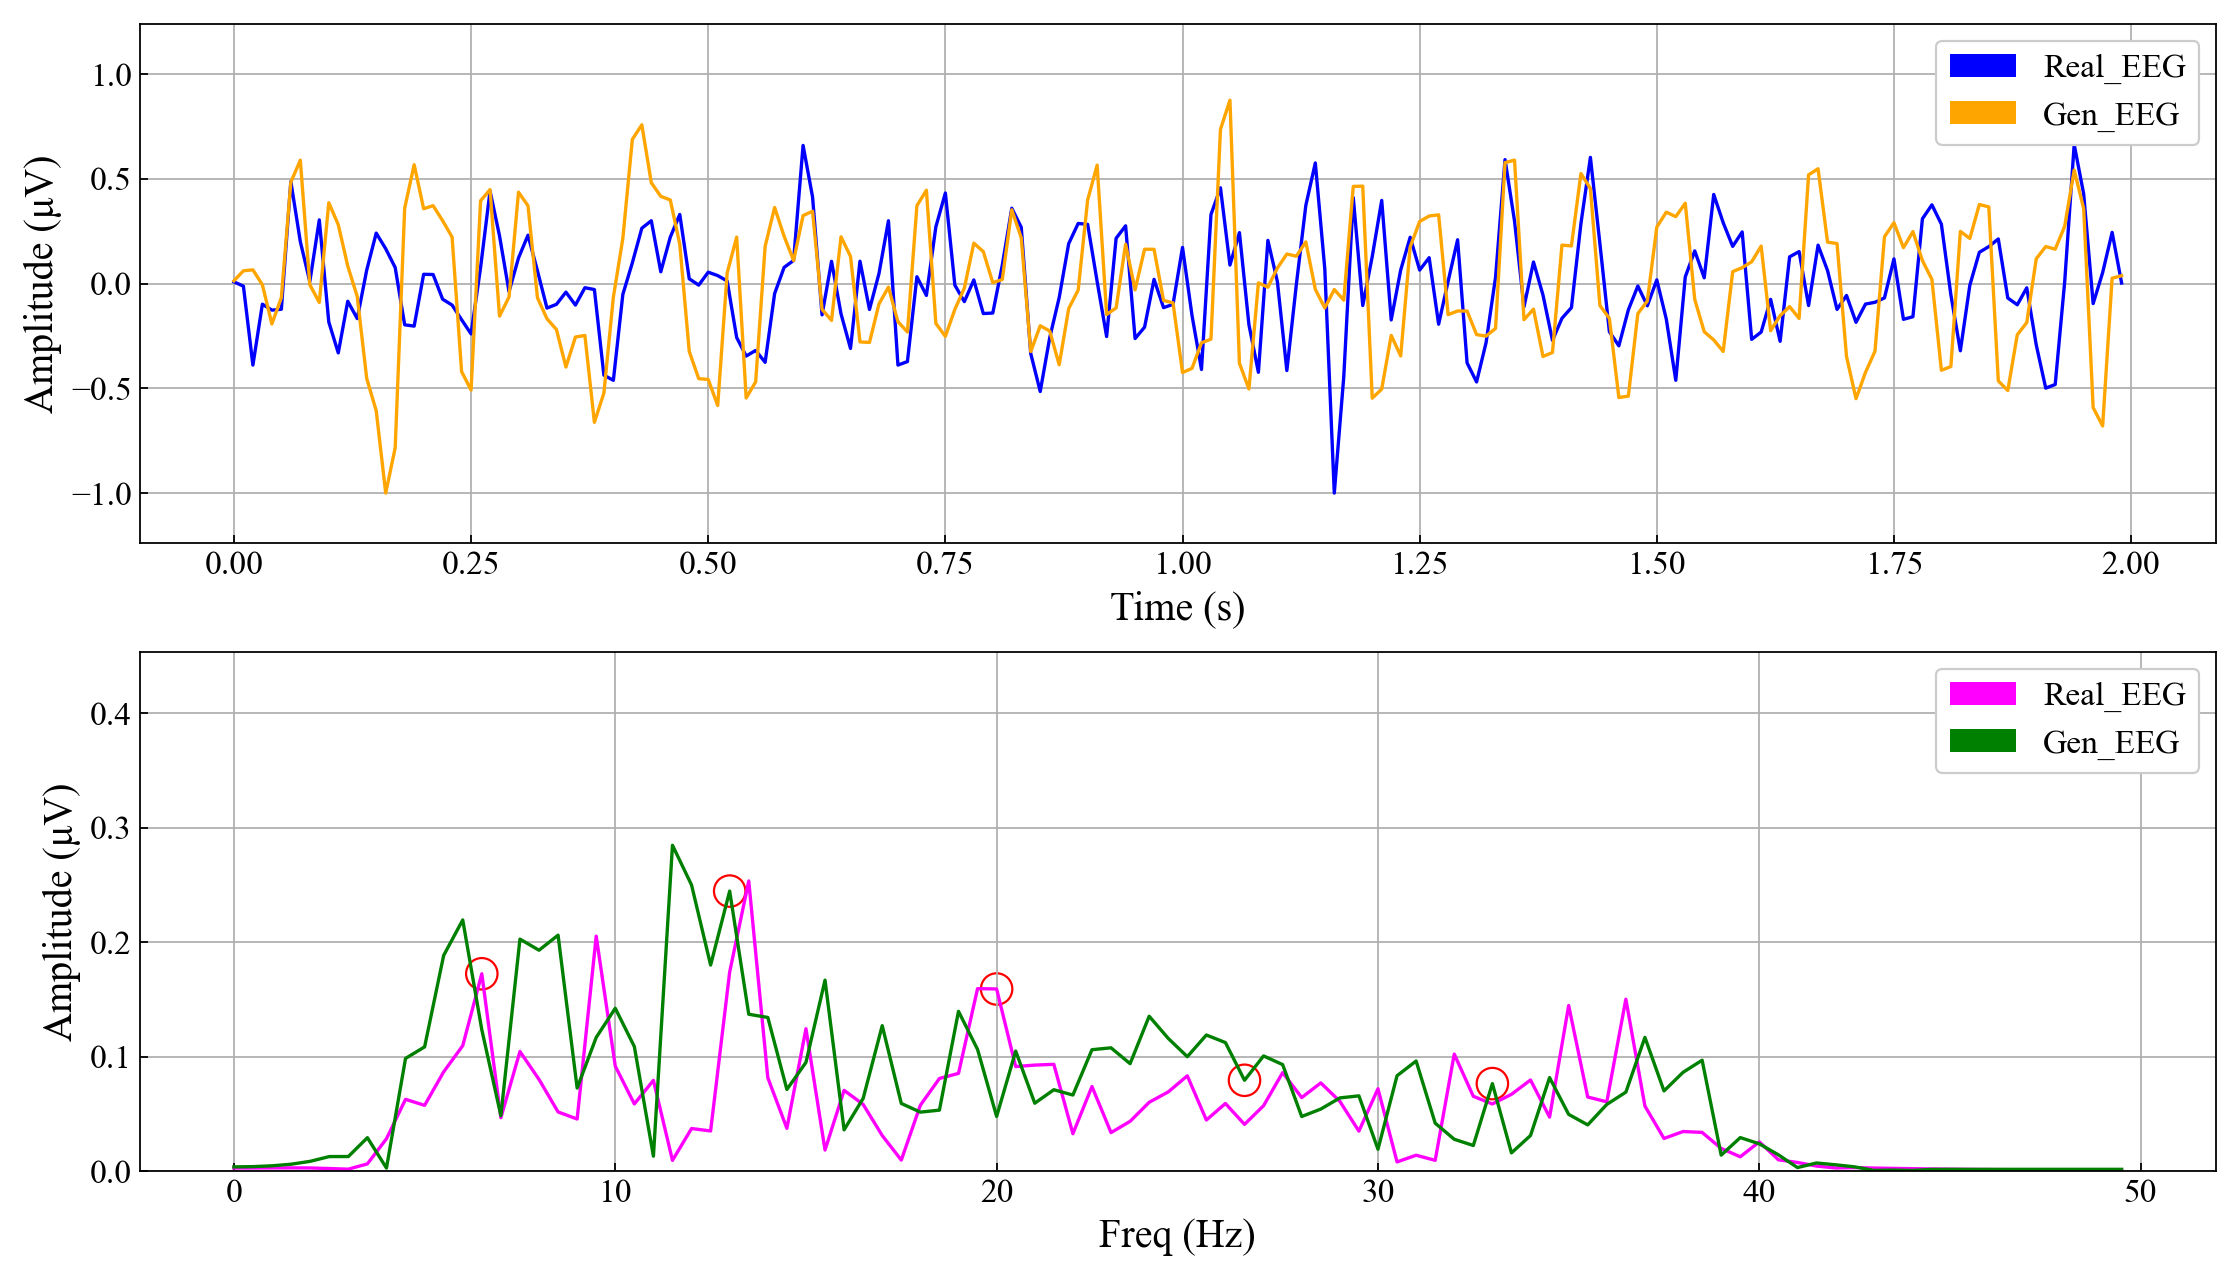 Amplitude (μV)
1.0
0.5
0.0
−0.5
−1.0
Real_EEG
Gen_EEG
0.00 0.25 0.50 0.75 1.00 1.25 1.50 1.75 2.00
Time (s)
Amplitude (μV)
0.4
0.3
0.2
0.1
0.0
Real_EEG
Gen_EEG
0 10 20 30 40 50
Freq (Hz)